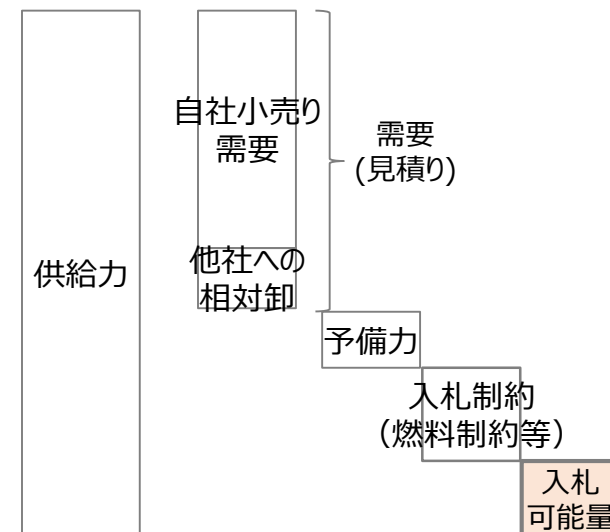 供給力
自社小売り
需要
他社への
相対卸
需要
(見積り)
予備力
入札制約
（燃料制約等）
入札
可能量